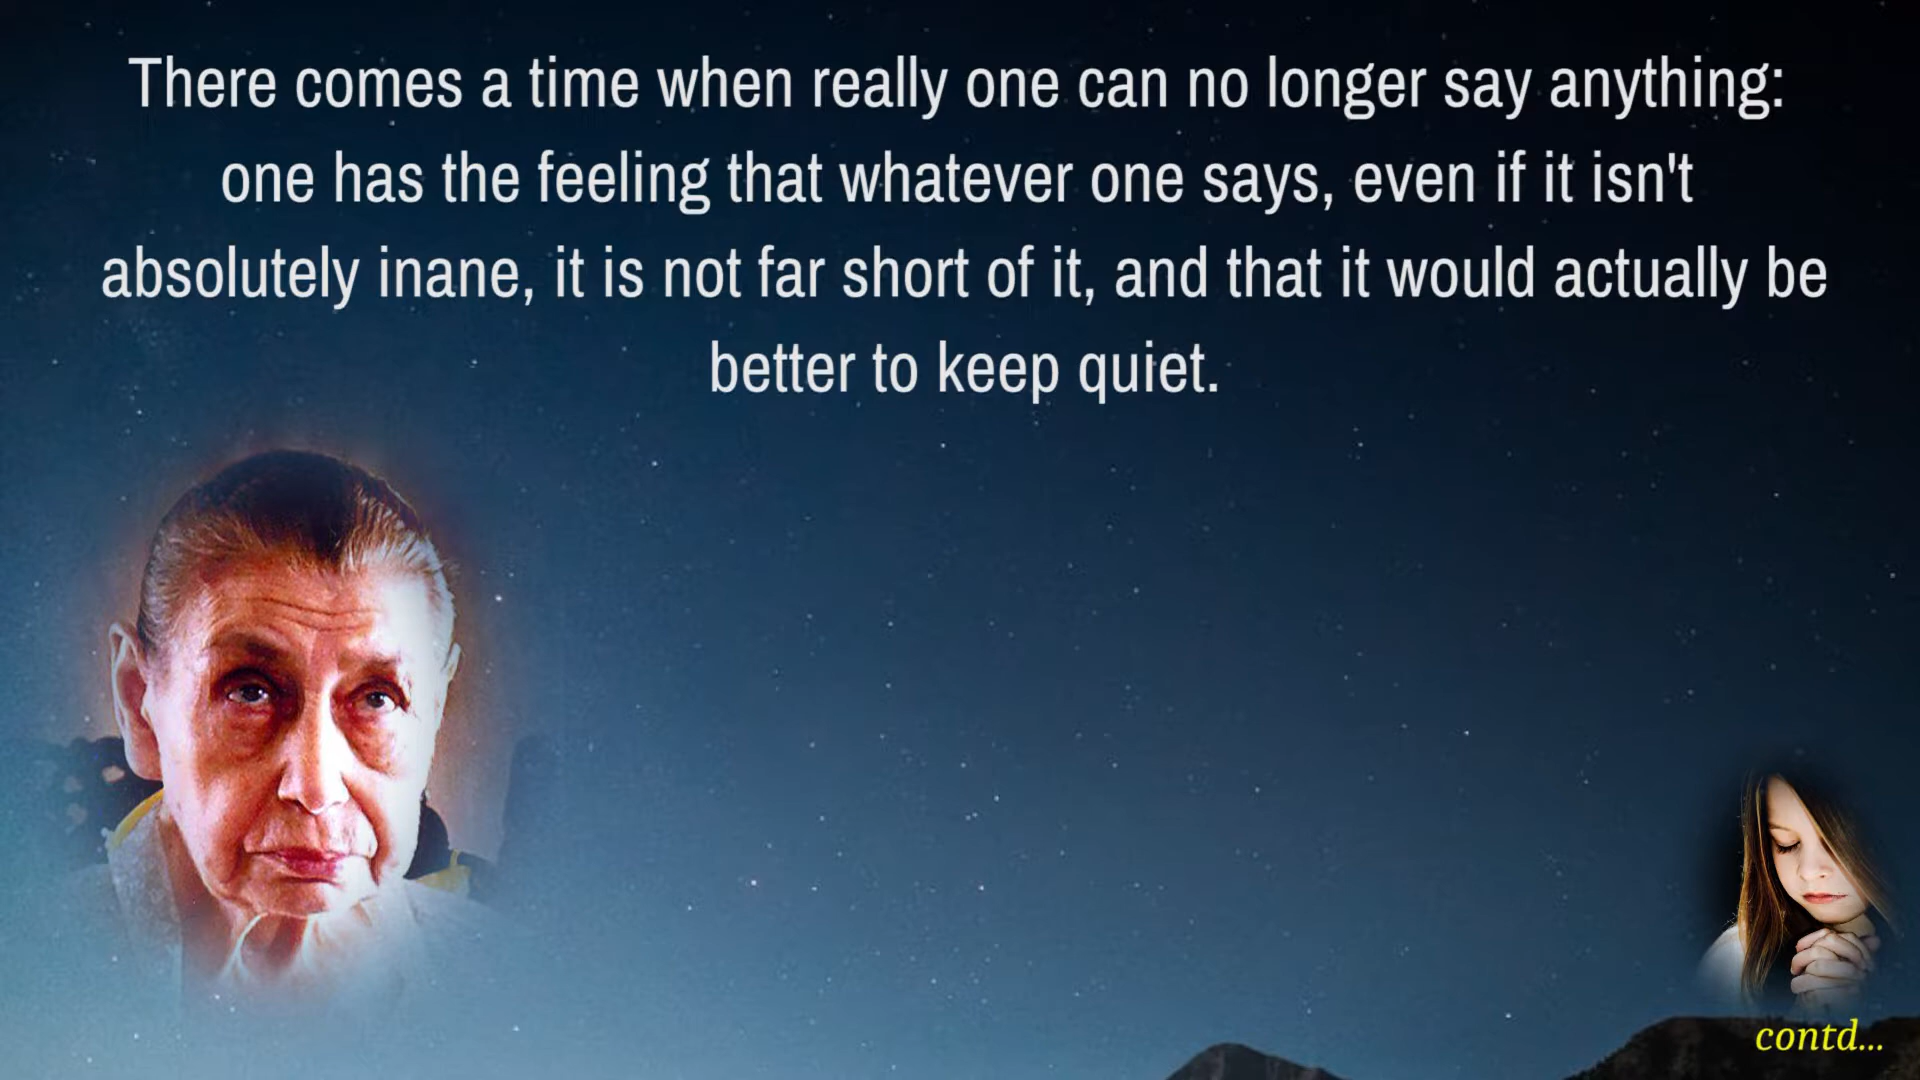 There comes a time when really one can no longer say anything:
one has the feeling that whatever one says, even if it isn't
absolutely inane, it is not far short of it, and that it would actually be
better to keep quiet.
contd...